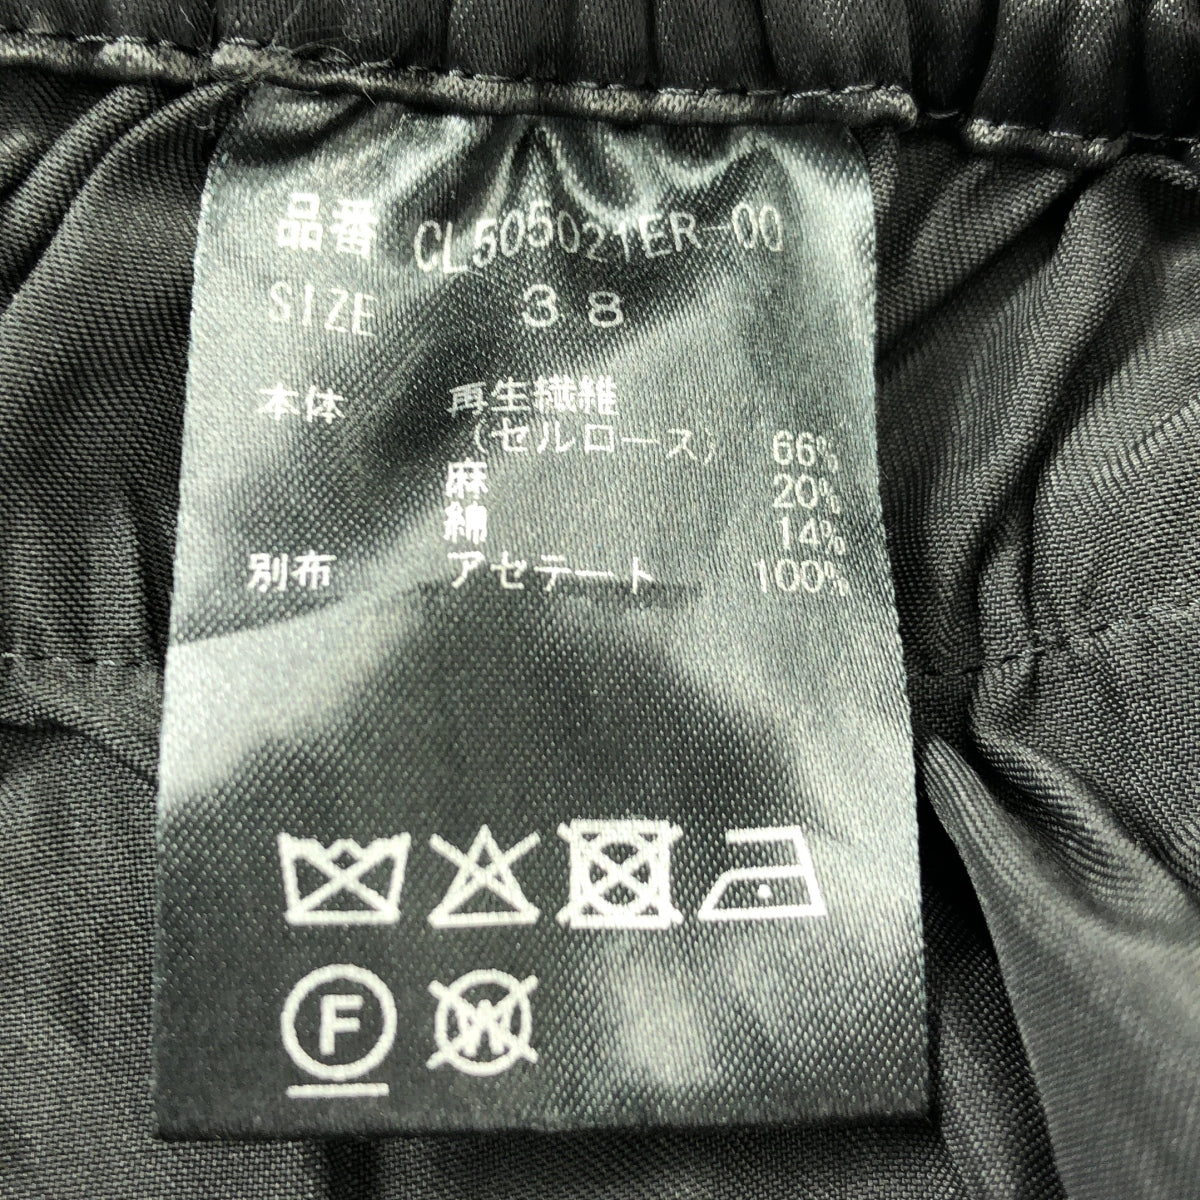 品番 CL505021ER-00
SIZE 38
本体 再生繊維
(セルロース) 66%
麻 20%
綿 14%
別布 アセテート 100%
F W